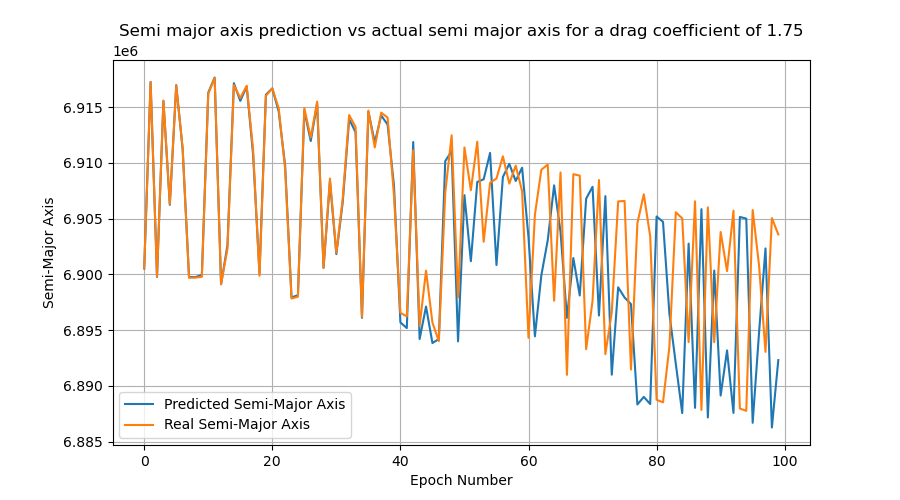 Semi major axis prediction vs actual semi major axis for a drag coefficient of 1.75
1e6
6.915
6.910
6.905
6.900
6.895
6.890
6.885
Semi-Major Axis
Predicted Semi-Major Axis
Real Semi-Major Axis
0 20 40 60 80 100
Epoch Number